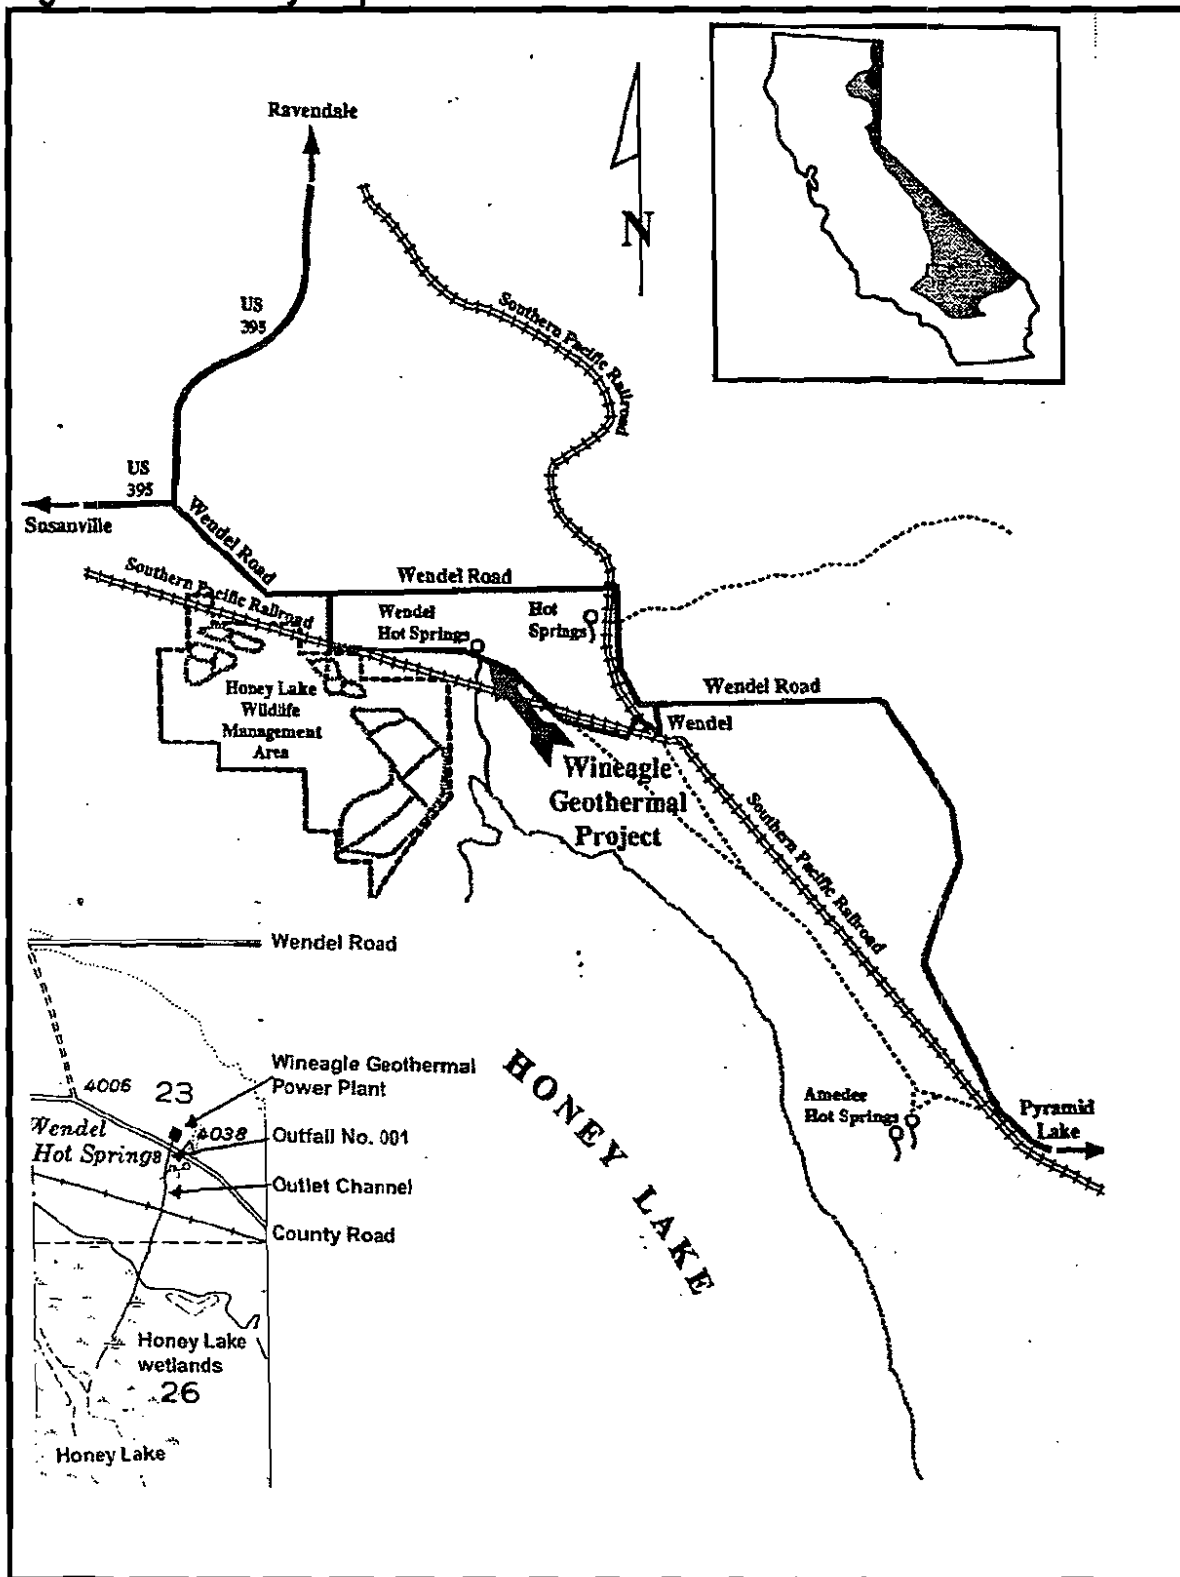 Ravendale
N
US
395
Southern Pacific Railroad
US
395
Susanville
Wendel Road
Southern Pacific Railroad
Wendel Road
Wendel
Hot Springs
Hot
Springs
Honey Lake
Wildlife
Management
Area
Wendel Road
Wendel
Wineagle
Geothermal
Project
Southern Pacific Railroad
Wendel Road
HONEY LAKE
Wineagle Geothermal
Power Plant
4006
23
Wendel
Hot Springs
4038
Outfall No. 001
Outlet Channel
County Road
Amedee
Hot Springs
Pyramid
Lake
Honey Lake
wetlands
26
Honey Lake